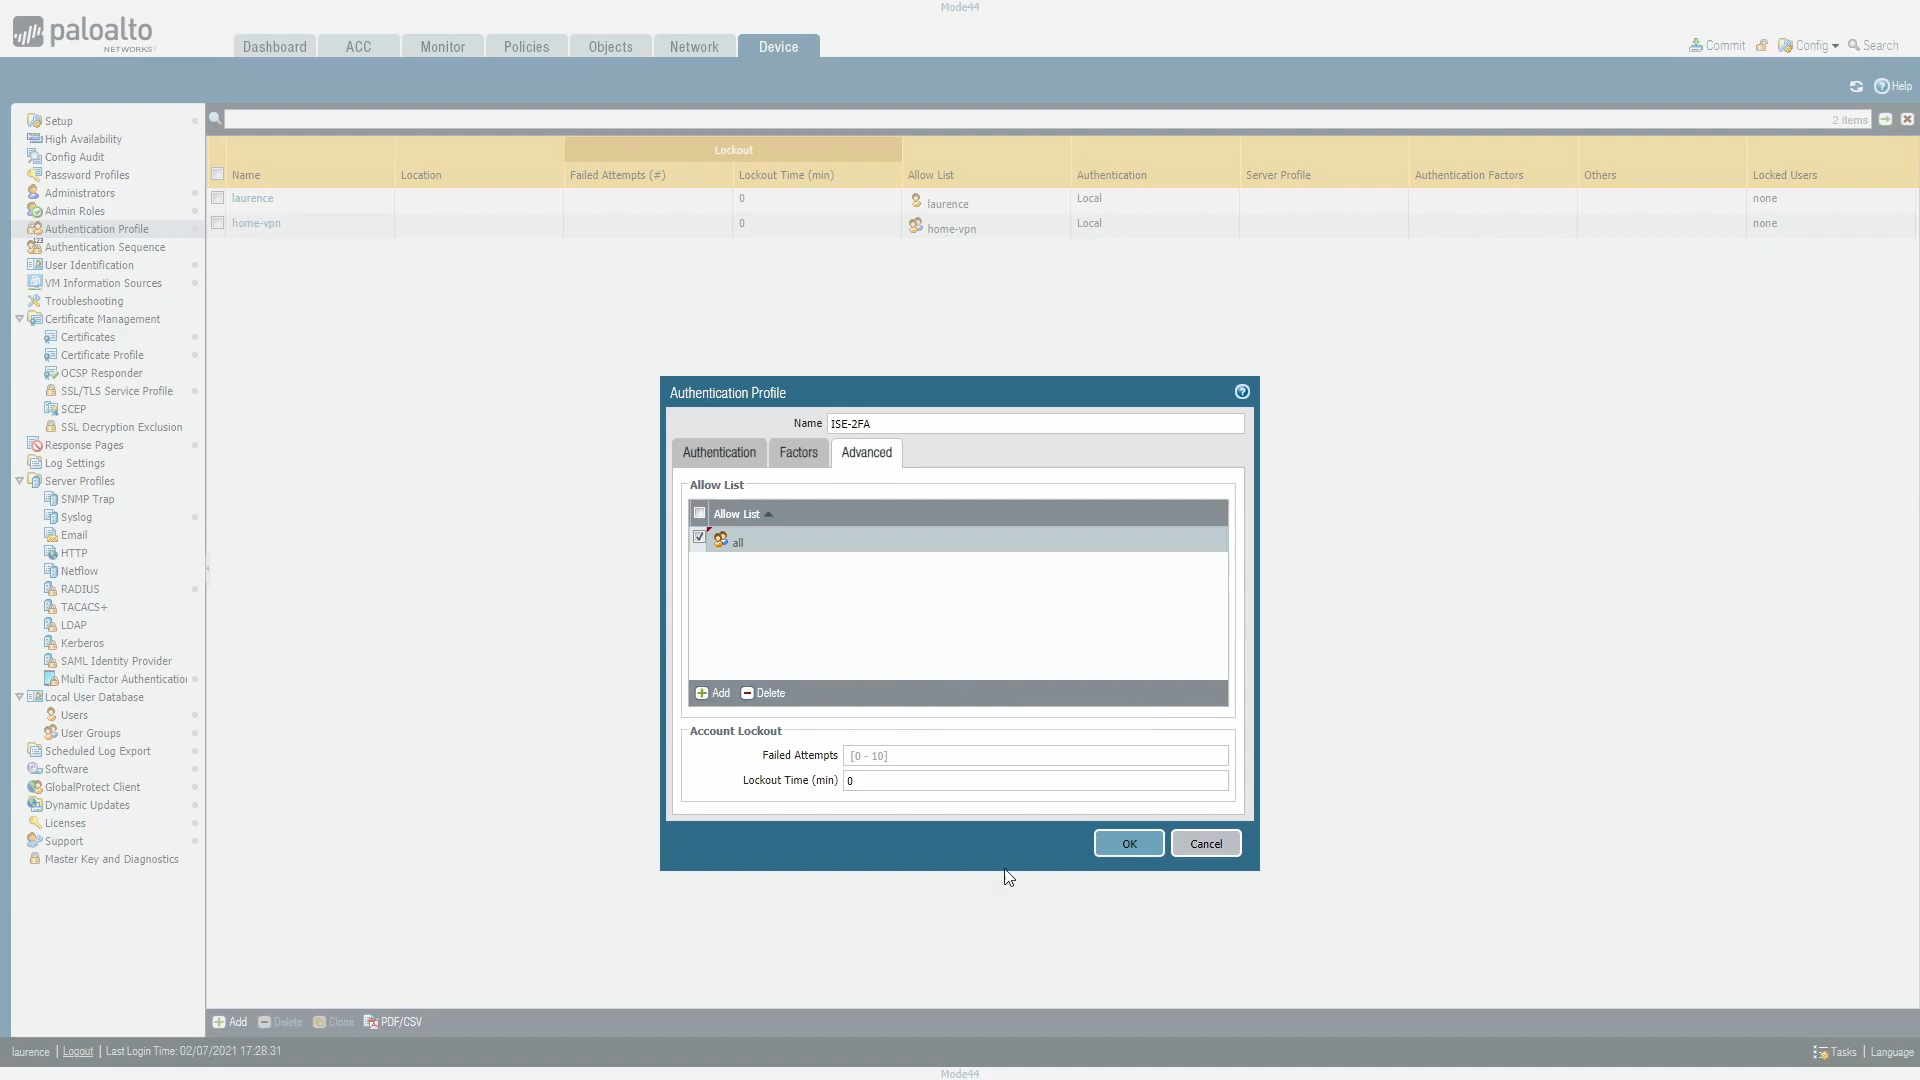 Mode44
paloalto
NETWORKS
Dashboard ACC Monitor Policies Objects Network Device
Commit Config Search
Help
2 items
Setup
High Availability
Config Audit
Password Profiles
Administrators
Admin Roles
Authentication Profile
Authentication Sequence
User Identification
VM Information Sources
Troubleshooting
Certificate Management
Certificates
Certificate Profile
OCSP Responder
SSL/TLS Service Profile
SCEP
SSL Decryption Exclusion
Response Pages
Log Settings
Server Profiles
SNMP Trap
Syslog
Email
HTTP
Netflow
RADIUS
TACACS+
LDAP
Kerberos
SAML Identity Provider
Multi Factor Authentication
Local User Database
Users
User Groups
Scheduled Log Export
Software
GlobalProtect Client
Dynamic Updates
Licenses
Support
Master Key and Diagnostics
Lockout
Name Location Failed Attempts (#) Lockout Time (min) Allow List Authentication Server Profile Authentication Factors Others Locked Users
laurence 0 laurence Local none
home-vpn 0 home-vpn Local none
Authentication Profile
Name ISE-2FA
Authentication Factors Advanced
Allow List
Allow List
all
Add Delete
Account Lockout
Failed Attempts [0 - 10]
Lockout Time (min) 0
OK Cancel
Add Delete Clone PDF/CSV
laurence | Logout | Last Login Time: 02/07/2021 17:28:31
Tasks | Language
Mode44